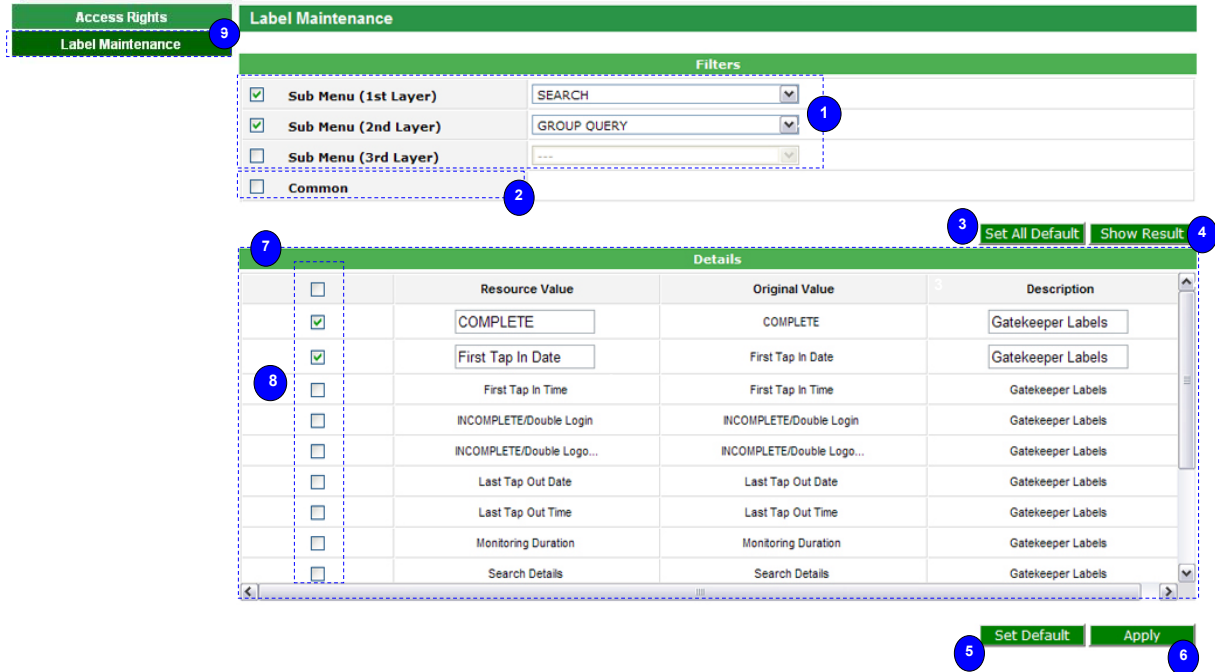 Access Rights
Label Maintenance
9
Label Maintenance
Filters
Sub Menu (1st Layer) SEARCH
1
Sub Menu (2nd Layer) GROUP QUERY
Sub Menu (3rd Layer) ---
Common
2
3
Set All Default Show Result 4
7
Details
Resource Value Original Value 3 Description
COMPLETE COMPLETE Gatekeeper Labels
First Tap In Date First Tap In Date Gatekeeper Labels
8
First Tap In Time First Tap In Time Gatekeeper Labels
INCOMPLETE/Double Login INCOMPLETE/Double Login Gatekeeper Labels
INCOMPLETE/Double Logo... INCOMPLETE/Double Logo... Gatekeeper Labels
Last Tap Out Date Last Tap Out Date Gatekeeper Labels
Last Tap Out Time Last Tap Out Time Gatekeeper Labels
Monitoring Duration Monitoring Duration Gatekeeper Labels
Search Details Search Details Gatekeeper Labels
Set Default Apply
5 6